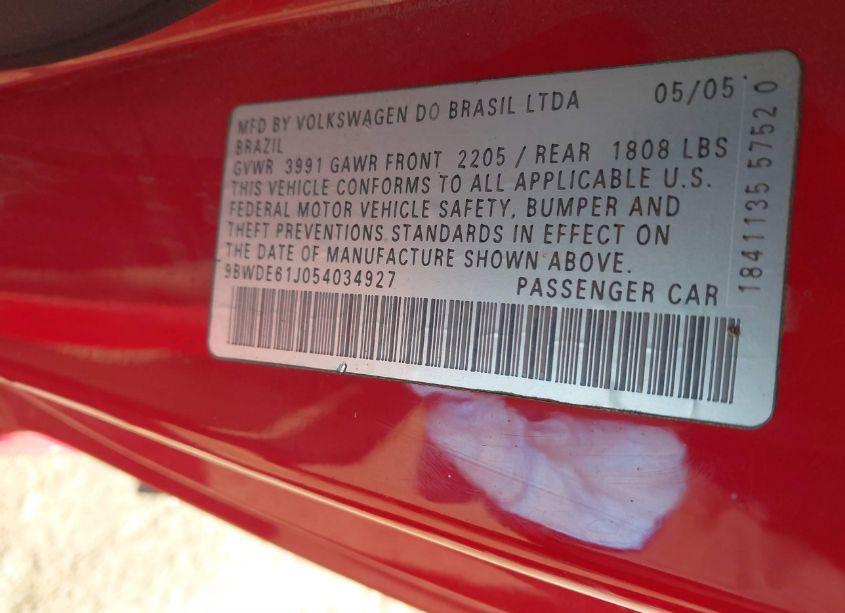 MFD BY VOLKSWAGEN DO BRASIL LTDA 05/05
BRAZIL
GVWR 3991 GAWR FRONT 2205 / REAR 1808 LBS
THIS VEHICLE CONFORMS TO ALL APPLICABLE U.S.
FEDERAL MOTOR VEHICLE SAFETY, BUMPER AND
THEFT PREVENTIONS STANDARDS IN EFFECT ON
THE DATE OF MANUFACTURE SHOWN ABOVE.
9BWDE61J054034927 PASSENGER CAR
1841135 5752 0